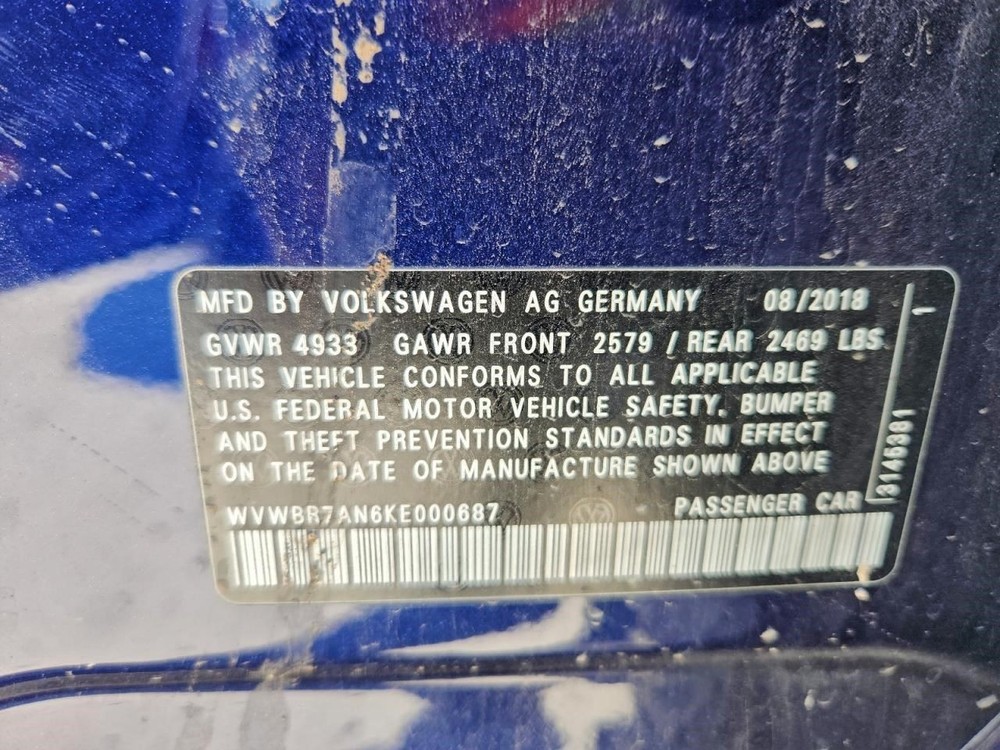 MFD BY VOLKSWAGEN AG GERMANY 08/2018
GVWR 4933 GAWR FRONT 2579 / REAR 2469 LBS
THIS VEHICLE CONFORMS TO ALL APPLICABLE
U.S. FEDERAL MOTOR VEHICLE SAFETY, BUMPER
AND THEFT PREVENTION STANDARDS IN EFFECT
ON THE DATE OF MANUFACTURE SHOWN ABOVE
WVWBR7AN6KE000687 PASSENGER CAR
3145381
1